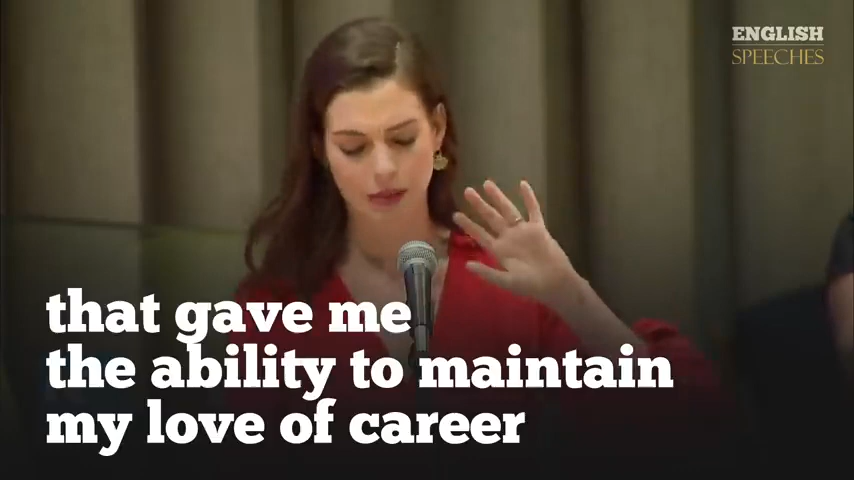 ENGLISH
SPEECHES
that gave me
the ability to maintain
my love of career